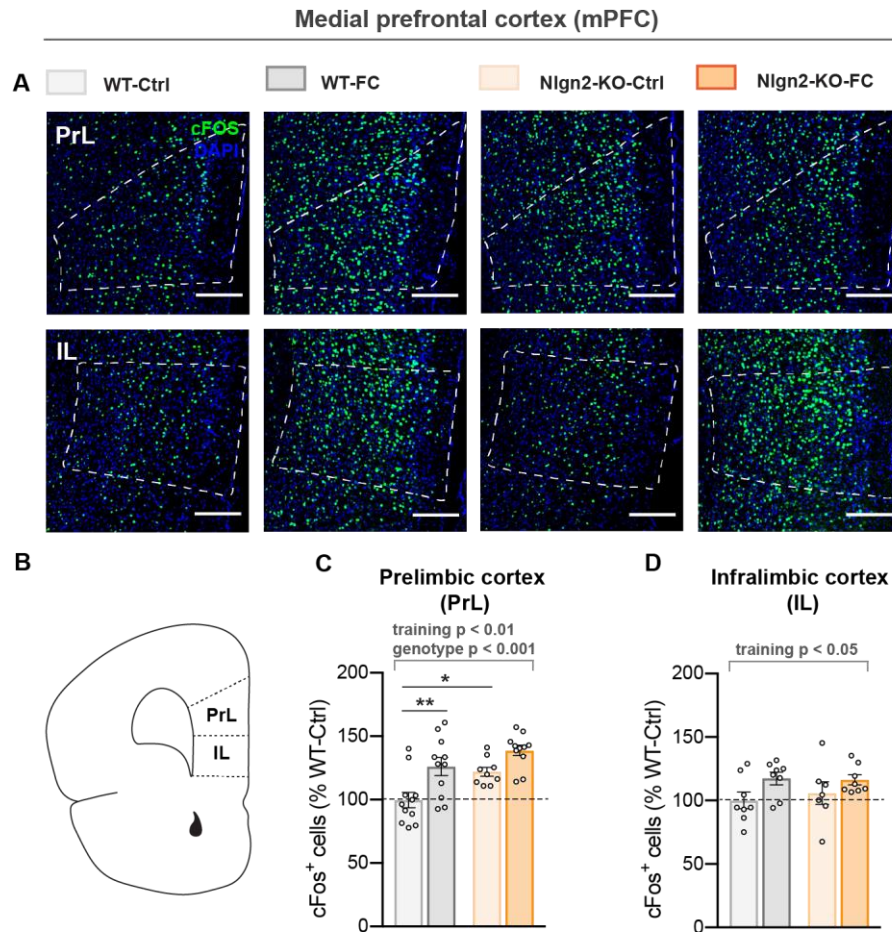 Medial prefrontal cortex (mPFC)
A
WT-Ctrl
WT-FC
Nlgn2-KO-Ctrl
Nlgn2-KO-FC
PrL
cFOS
DAPI
IL
B
PrL
IL
C
Prelimbic cortex
(PrL)
training p < 0.01
genotype p < 0.001
*
**
200
150
100
50
0
cFos⁺ cells (% WT-Ctrl)
D
Infralimbic cortex
(IL)
training p < 0.05
200
150
100
50
0
cFos⁺ cells (% WT-Ctrl)